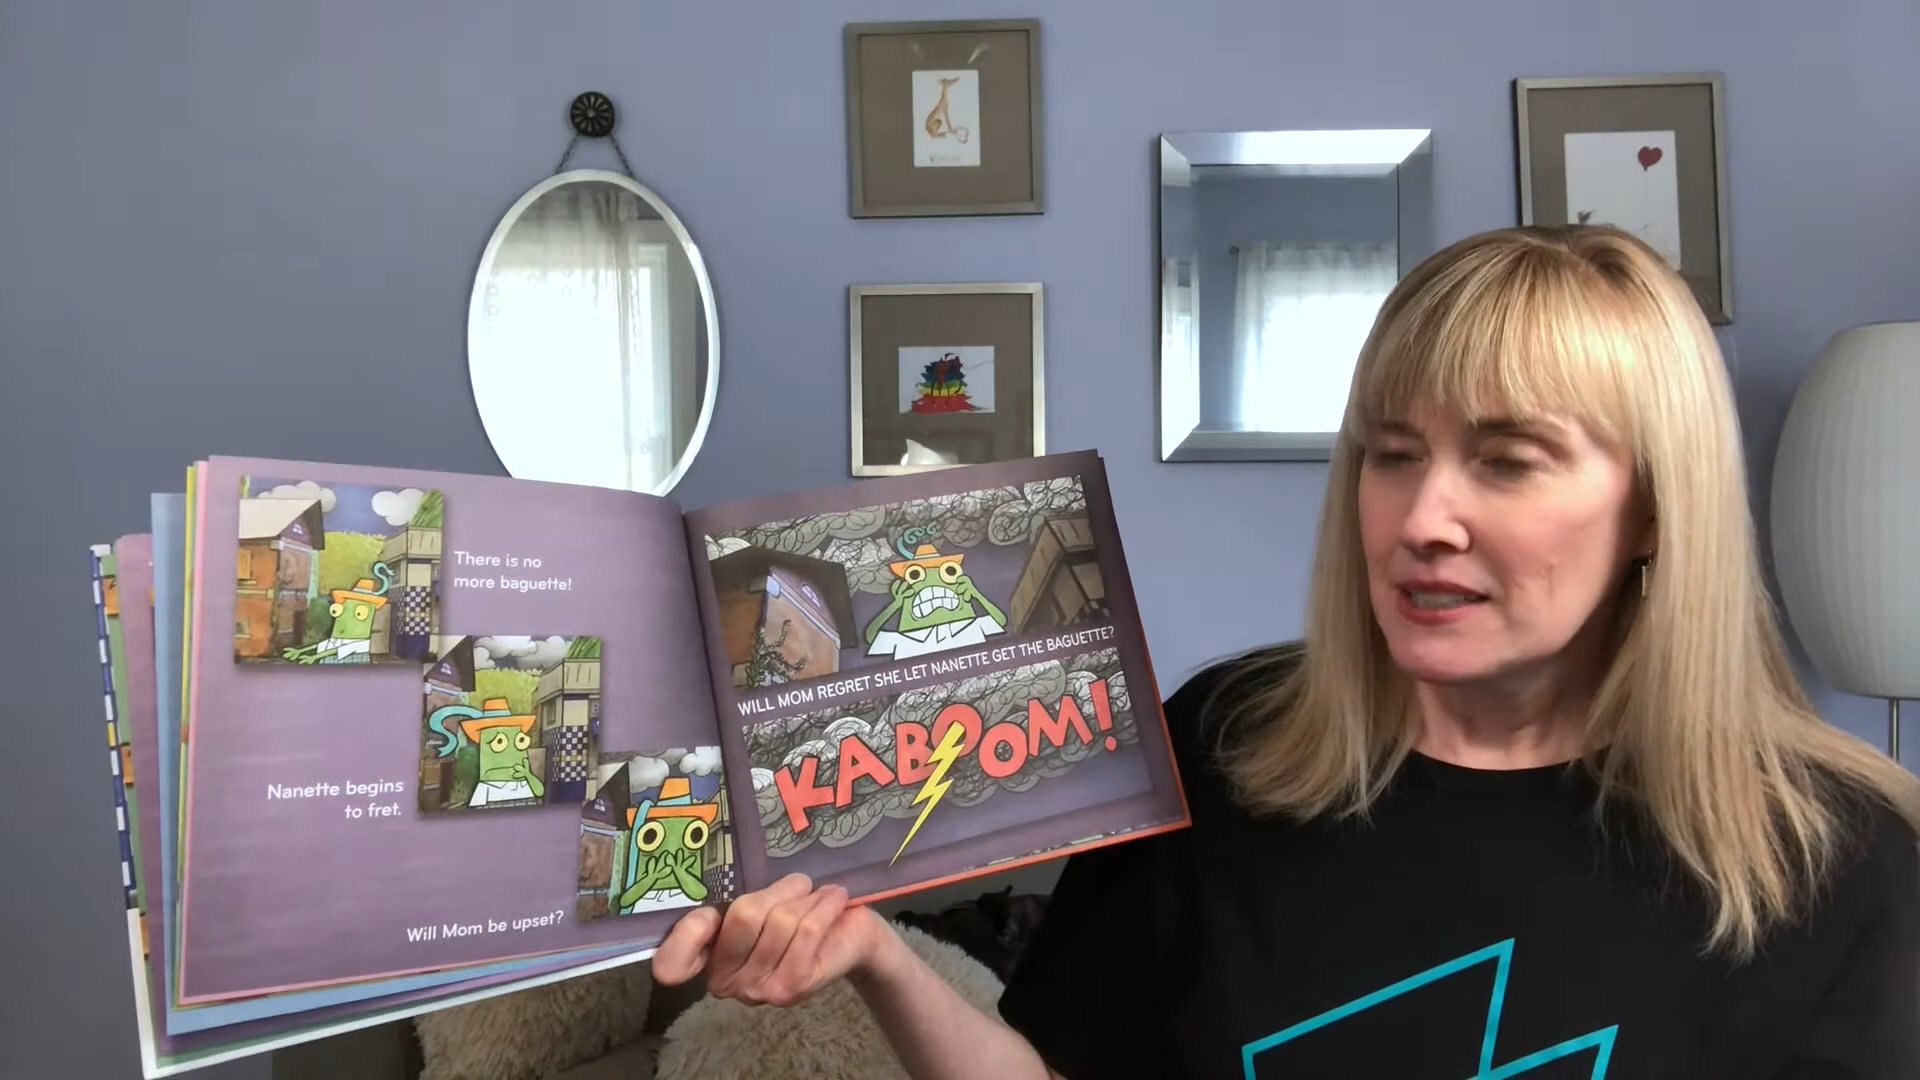 There is no
more baguette!
Nanette begins
to fret.
Will Mom be upset?
WILL MOM REGRET SHE LET NANETTE GET THE BAGUETTE?
KABOOM!